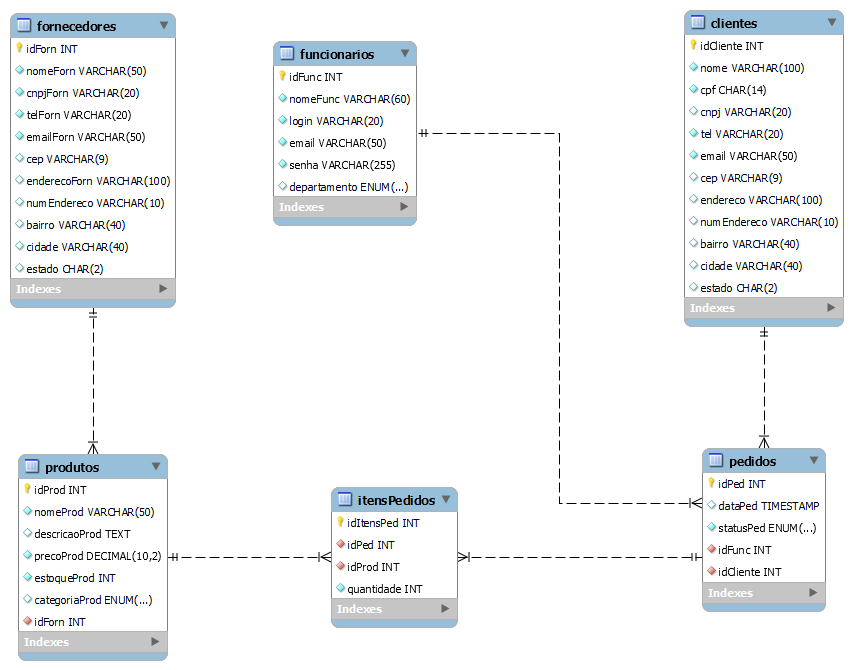 fornecedores
idForn INT
nomeForn VARCHAR(50)
cnpjForn VARCHAR(20)
telForn VARCHAR(20)
emailForn VARCHAR(50)
cep VARCHAR(9)
enderecoForn VARCHAR(100)
numEndereco VARCHAR(10)
bairro VARCHAR(40)
cidade VARCHAR(40)
estado CHAR(2)
Indexes
funcionarios
idFunc INT
nomeFunc VARCHAR(60)
login VARCHAR(20)
email VARCHAR(50)
senha VARCHAR(255)
departamento ENUM(...)
Indexes
clientes
idCliente INT
nome VARCHAR(100)
cpf CHAR(14)
cnpj VARCHAR(20)
tel VARCHAR(20)
email VARCHAR(50)
cep VARCHAR(9)
endereco VARCHAR(100)
numEndereco VARCHAR(10)
bairro VARCHAR(40)
cidade VARCHAR(40)
estado CHAR(2)
Indexes
produtos
idProd INT
nomeProd VARCHAR(50)
descricaoProd TEXT
precoProd DECIMAL(10,2)
estoqueProd INT
categoriaProd ENUM(...)
idForn INT
Indexes
itensPedidos
idItensPed INT
idPed INT
idProd INT
quantidade INT
Indexes
pedidos
idPed INT
dataPed TIMESTAMP
statusPed ENUM(...)
idFunc INT
idCliente INT
Indexes